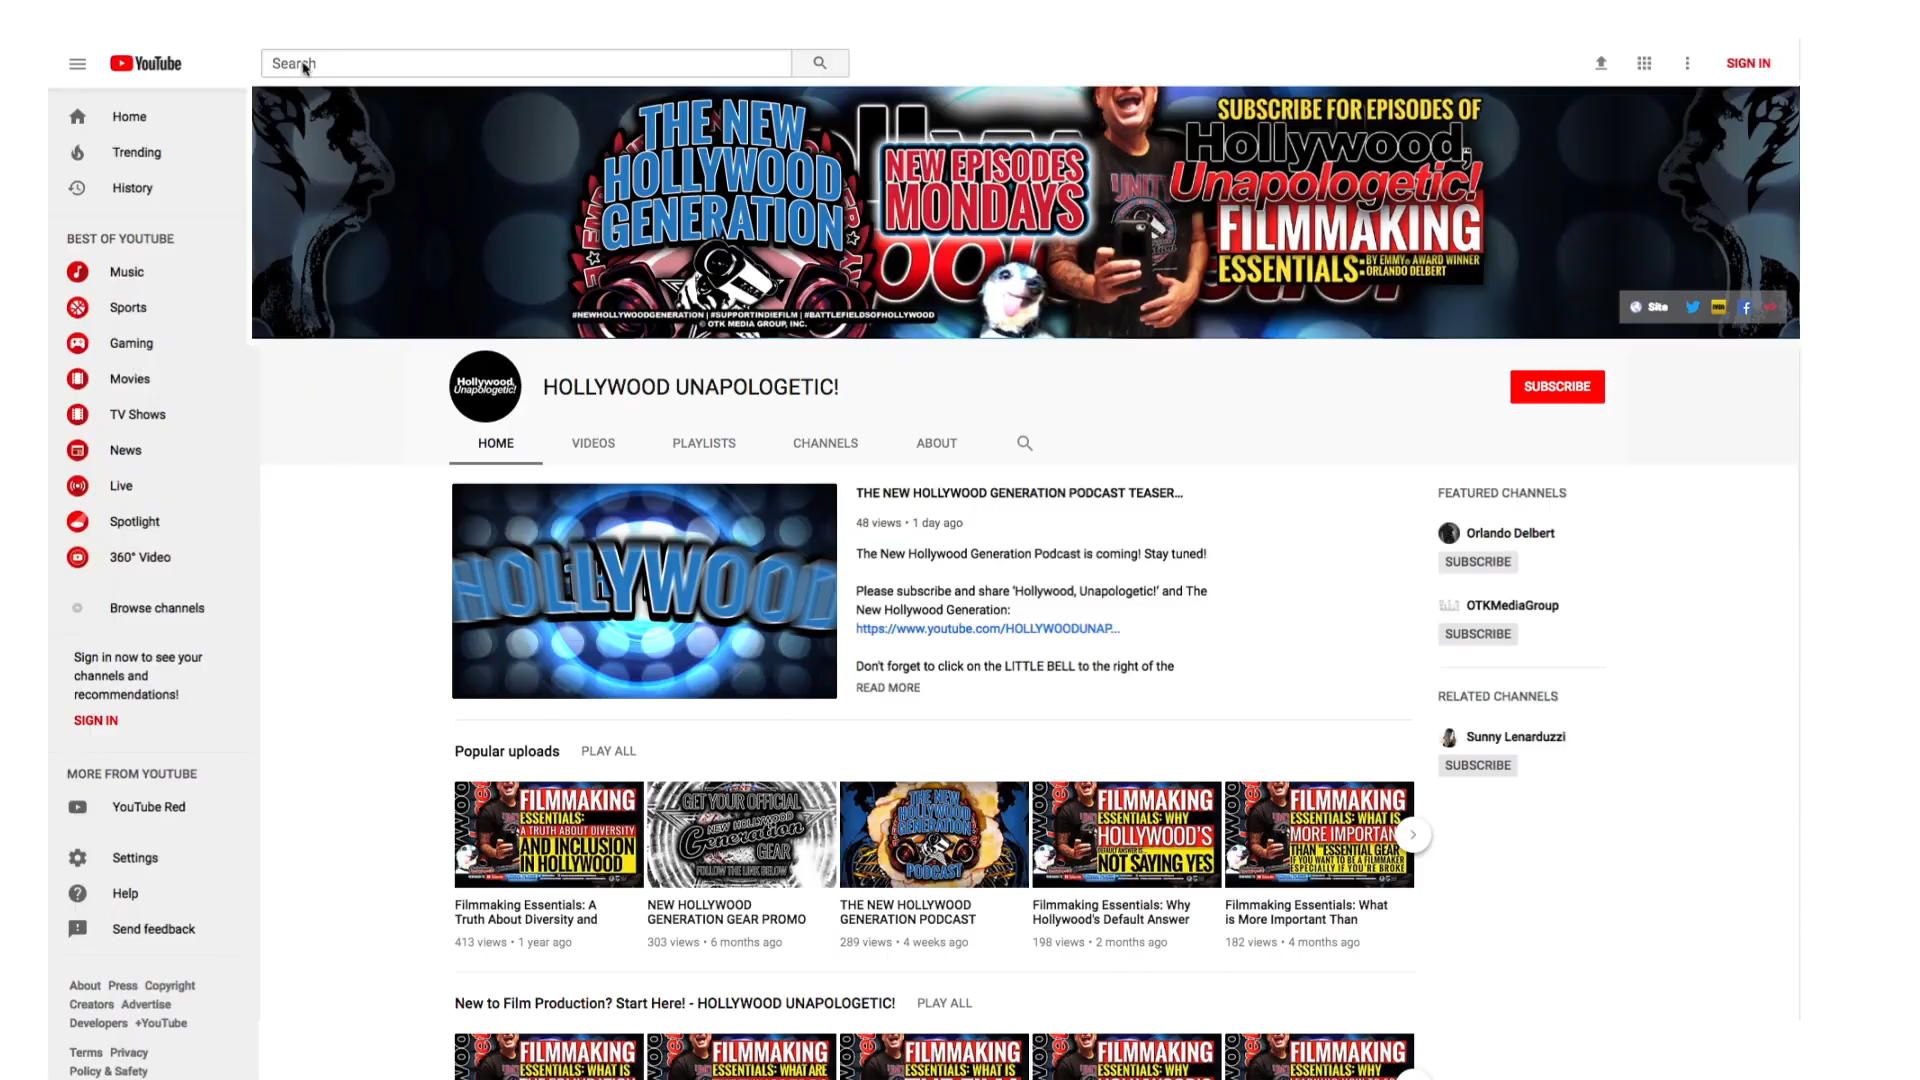 YouTube
Search
SIGN IN
Home
Trending
History
BEST OF YOUTUBE
Music
Sports
Gaming
Movies
TV Shows
News
Live
Spotlight
360° Video
Browse channels
Sign in now to see your
channels and
recommendations!
SIGN IN
MORE FROM YOUTUBE
YouTube Red
Settings
Help
Send feedback
About Press Copyright
Creators Advertise
Developers +YouTube
Terms Privacy
Policy & Safety
THE NEW
HOLLYWOOD
GENERATION
#NEWHOLLYWOODGENERATION | #SUPPORTINDIEFILM | #BATTLEFIELDSOFHOLLYWOOD
© OTK MEDIA GROUP, INC.
NEW EPISODES
MONDAYS
UNITY
SUBSCRIBE FOR EPISODES OF
Hollywood,
Unapologetic!
FILMMAKING
ESSENTIALS: BY EMMY® AWARD WINNER
ORLANDO DELBERT
Site
Hollywood,
Unapologetic!
HOLLYWOOD UNAPOLOGETIC!
SUBSCRIBE
HOME
VIDEOS
PLAYLISTS
CHANNELS
ABOUT
HOLLYWOOD
THE NEW HOLLYWOOD GENERATION PODCAST TEASER...
48 views • 1 day ago
The New Hollywood Generation Podcast is coming! Stay tuned!
Please subscribe and share 'Hollywood, Unapologetic!' and The
New Hollywood Generation:
https://www.youtube.com/HOLLYWOODUNAP...
Don't forget to click on the LITTLE BELL to the right of the
READ MORE
FEATURED CHANNELS
Orlando Delbert
SUBSCRIBE
OTKMediaGroup
SUBSCRIBE
RELATED CHANNELS
Sunny Lenarduzzi
SUBSCRIBE
Popular uploads PLAY ALL
FILMMAKING
ESSENTIALS:
A TRUTH ABOUT DIVERSITY
AND INCLUSION
IN HOLLYWOOD
GET YOUR OFFICIAL
NEW HOLLYWOOD
Generation
GEAR
FOLLOW THE LINK BELOW
THE NEW
HOLLYWOOD
GENERATION
PODCAST
FILMMAKING
ESSENTIALS: WHY
HOLLYWOOD'S
DEFAULT ANSWER IS...
NOT SAYING YES
FILMMAKING
ESSENTIALS: WHAT IS
MORE IMPORTANT
THAN "ESSENTIAL GEAR
IF YOU WANT TO BE A FILMMAKER
ESPECIALLY IF YOU'RE BROKE
Filmmaking Essentials: A
Truth About Diversity and
413 views • 1 year ago
NEW HOLLYWOOD
GENERATION GEAR PROMO
303 views • 6 months ago
THE NEW HOLLYWOOD
GENERATION PODCAST
289 views • 4 weeks ago
Filmmaking Essentials: Why
Hollywood's Default Answer
198 views • 2 months ago
Filmmaking Essentials: What
is More Important Than
182 views • 4 months ago
New to Film Production? Start Here! - HOLLYWOOD UNAPOLOGETIC! PLAY ALL
FILMMAKING
ESSENTIALS: WHAT IS
FILMMAKING
ESSENTIALS: WHAT ARE
FILMMAKING
ESSENTIALS: WHAT IS
FILMMAKING
ESSENTIALS: WHY
FILMMAKING
ESSENTIALS: WHY